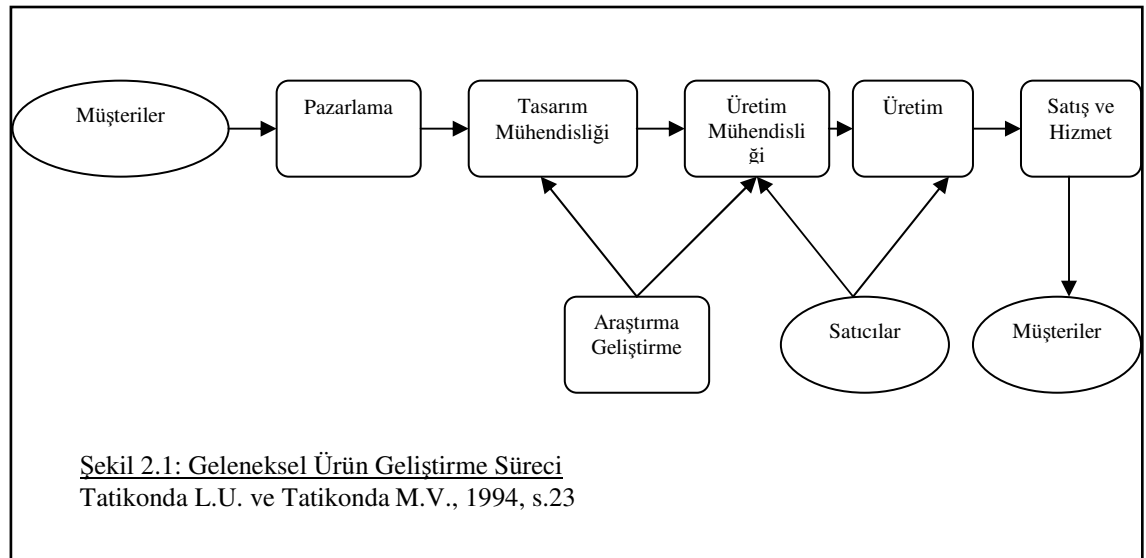 Müşteriler
Pazarlama
Tasarım
Mühendisliği
Üretim
Mühendisli
ği
Üretim
Satış ve
Hizmet
Araştırma
Geliştirme
Satıcılar
Müşteriler
Şekil 2.1: Geleneksel Ürün Geliştirme Süreci
Tatikonda L.U. ve Tatikonda M.V., 1994, s.23